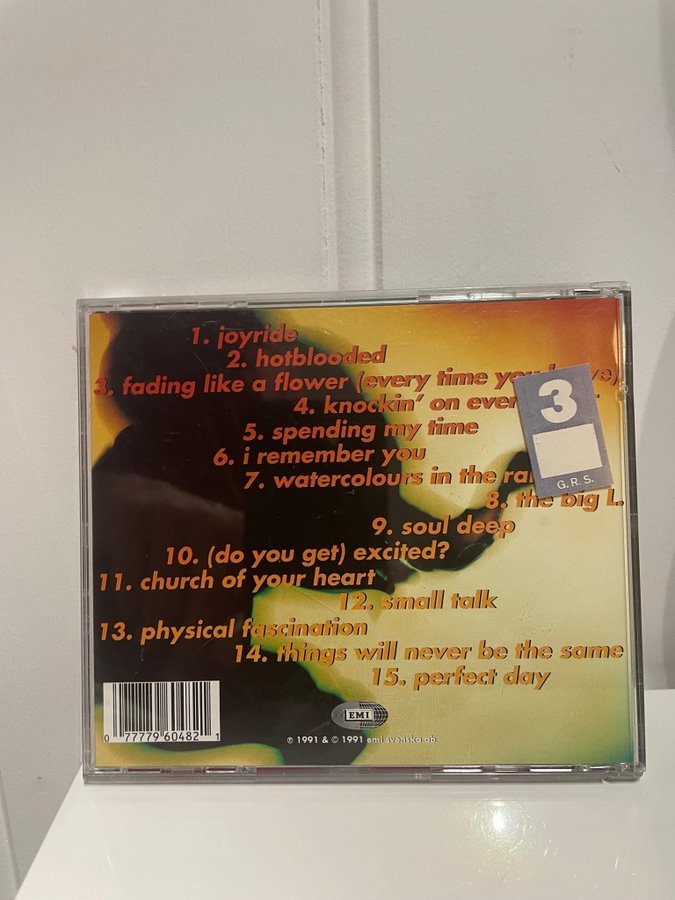 1. joyride
2. hotblooded
3. fading like a flower (every time you
4. knockin' on
5. spending my time
6. i remember you
7. watercolours in the
8. the big L.
9. soul deep
10. (do you get) excited?
11. church of your heart
12. small talk
13. physical fascination
14. things will never be the same
15. perfect day
3
G.R.S.
0 77779 60482 1
EMI
℗ 1991 & © 1991 emi svenska ab